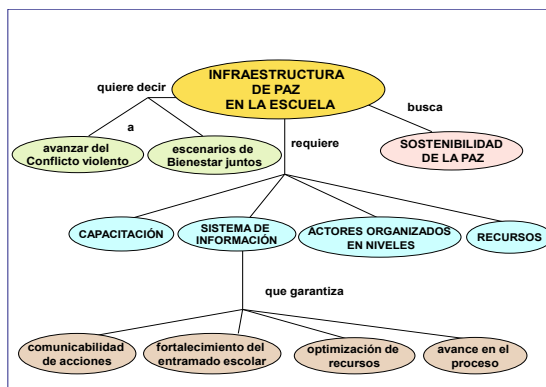 INFRAESTRUCTURA
DE PAZ
EN LA ESCUELA
quiere decir
busca
a
avanzar del
Conflicto violento
escenarios de
Bienestar juntos
requiere
SOSTENIBILIDAD
DE LA PAZ
CAPACITACIÓN
SISTEMA DE
INFORMACIÓN
ACTORES ORGANIZADOS
EN NIVELES
RECURSOS
que garantiza
comunicabilidad
de acciones
fortalecimiento del
entramado escolar
optimización de
recursos
avance en el
proceso